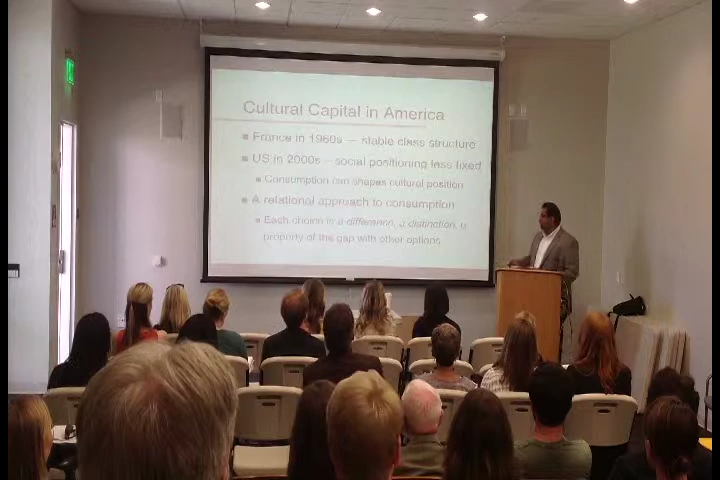 Cultural Capital in America
France in 1960s – stable class structure
US in 2000s – social positioning less fixed
Consumption can shapes cultural position
A relational approach to consumption
Each choice is a difference, a distinction, a
property of the gap with other options